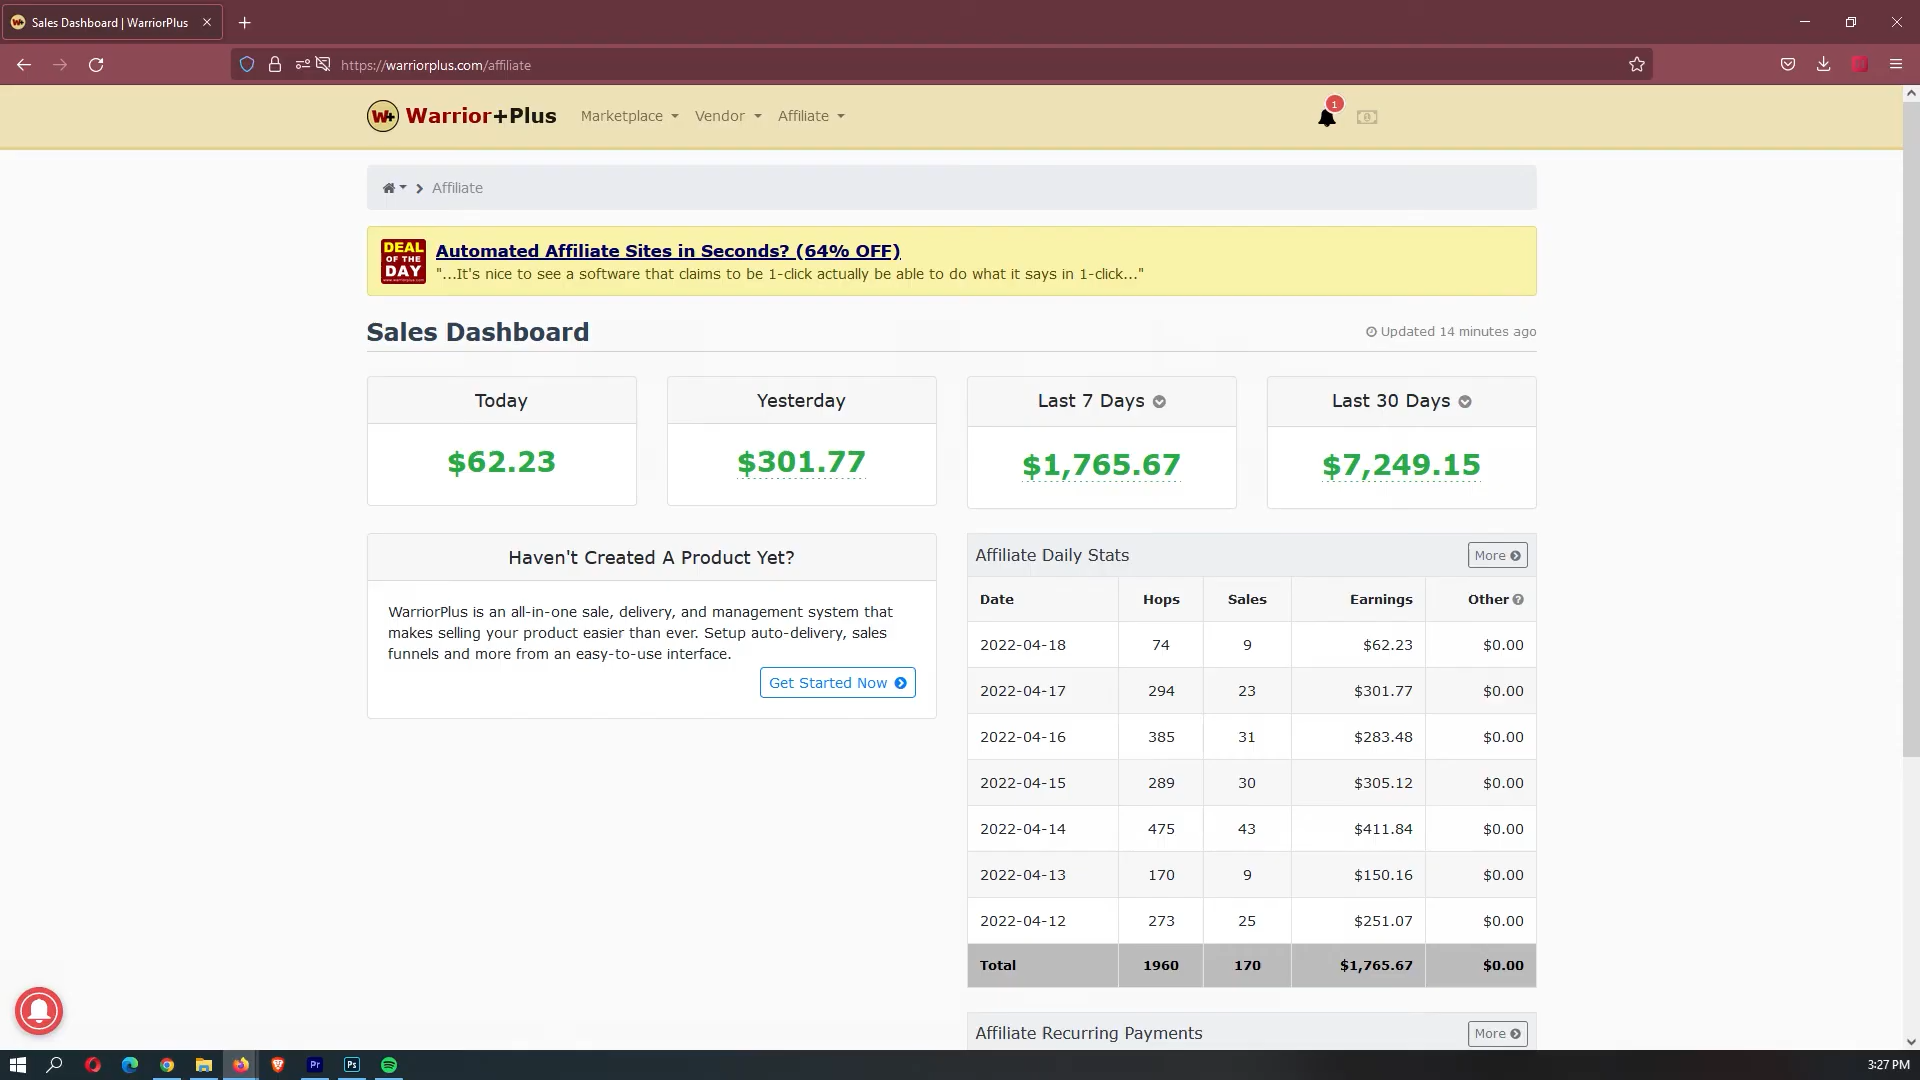 Sales Dashboard | WarriorPlus
https://warriorplus.com/affiliate
W+ Warrior+Plus Marketplace Vendor Affiliate 1
Affiliate
DEAL OF THE DAY
Automated Affiliate Sites in Seconds? (64% OFF)
"...It's nice to see a software that claims to be 1-click actually be able to do what it says in 1-click..."
Sales Dashboard
Updated 14 minutes ago
Today
$62.23
Yesterday
$301.77
Last 7 Days
$1,765.67
Last 30 Days
$7,249.15
Haven't Created A Product Yet?
WarriorPlus is an all-in-one sale, delivery, and management system that
makes selling your product easier than ever. Setup auto-delivery, sales
funnels and more from an easy-to-use interface.
Get Started Now
Affiliate Daily Stats More
Date Hops Sales Earnings Other
2022-04-18 74 9 $62.23 $0.00
2022-04-17 294 23 $301.77 $0.00
2022-04-16 385 31 $283.48 $0.00
2022-04-15 289 30 $305.12 $0.00
2022-04-14 475 43 $411.84 $0.00
2022-04-13 170 9 $150.16 $0.00
2022-04-12 273 25 $251.07 $0.00
Total 1960 170 $1,765.67 $0.00
Affiliate Recurring Payments More
Pr
Ps
3:27 PM